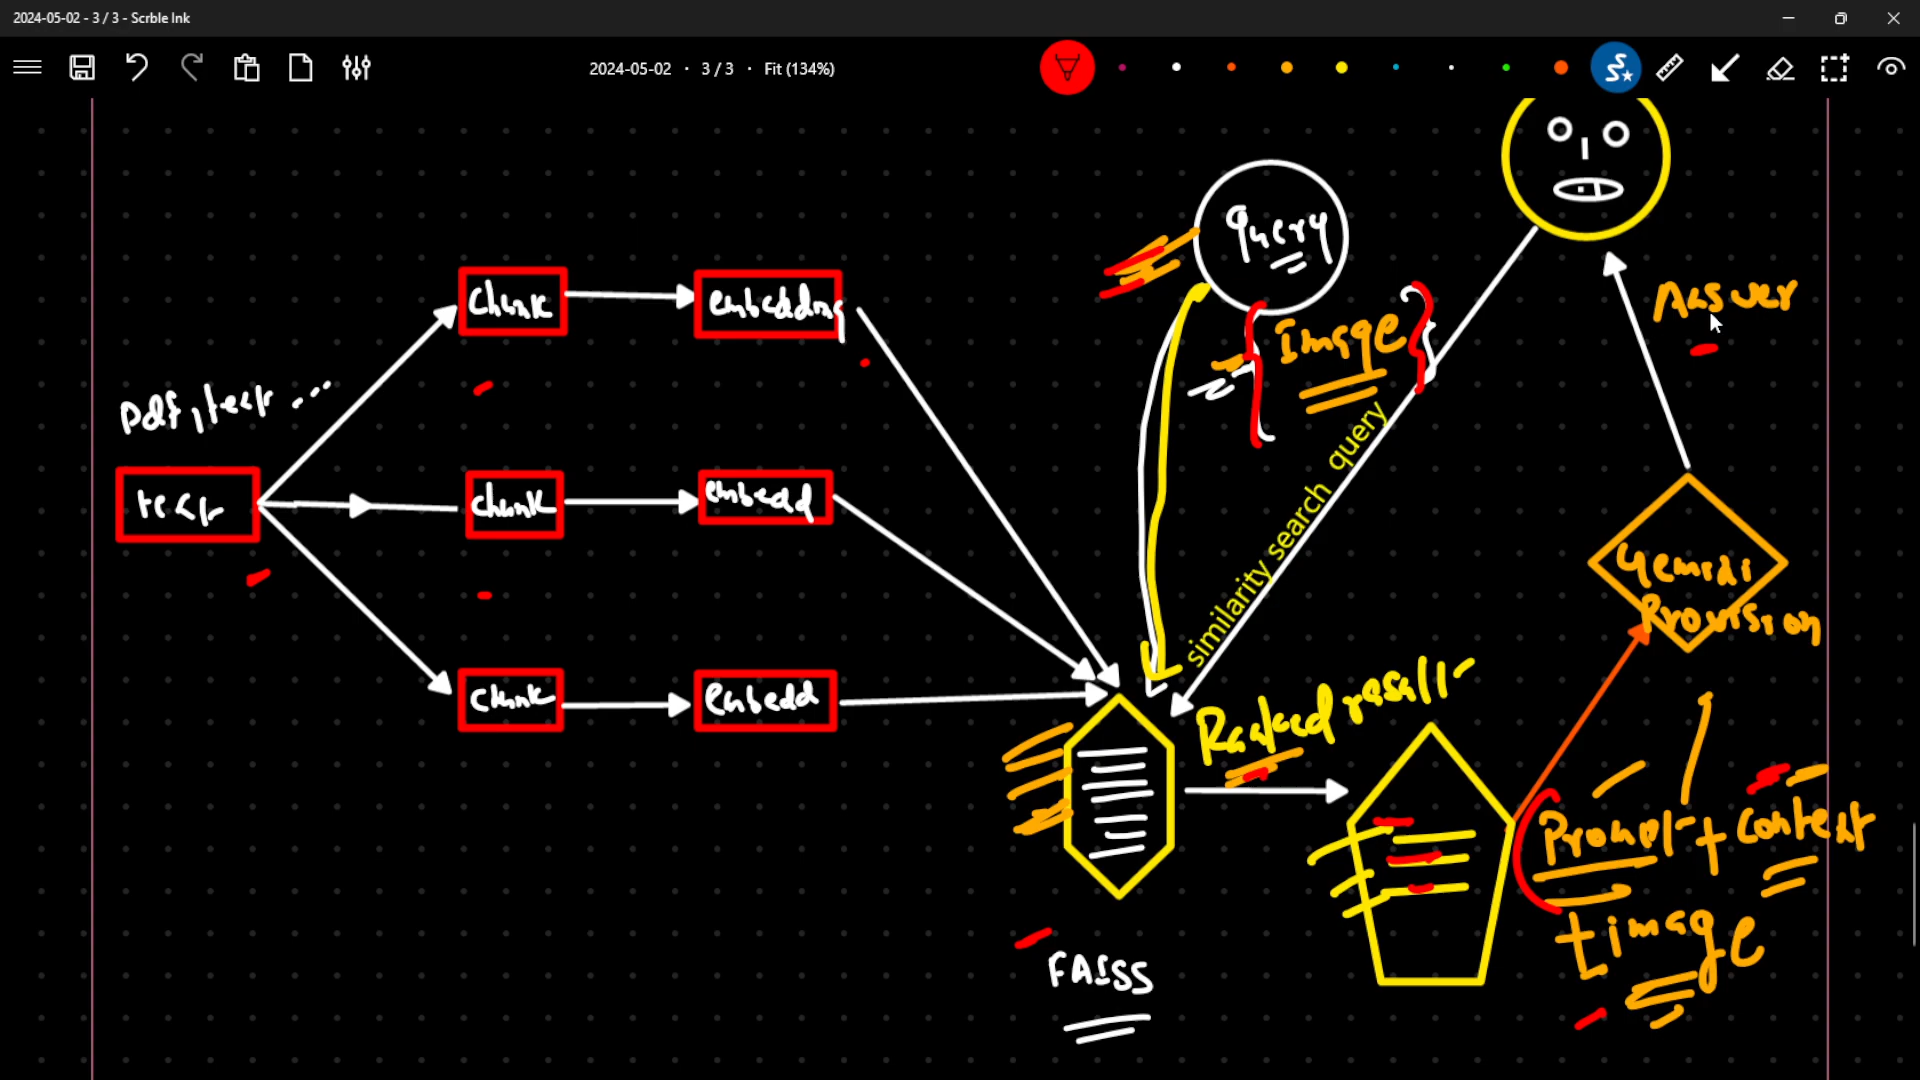 2024-05-02 - 3 / 3 - Scrble Ink
2024-05-02 · 3 / 3 · Fit (134%)
Query
Answer
chunk
embedding
Image
Pdf, text ...
text
chunk
embedd
similarity search query
Gemini
Provision
chunk
Embedd
Ranked result
Prompt + Context
+ image
FAISS